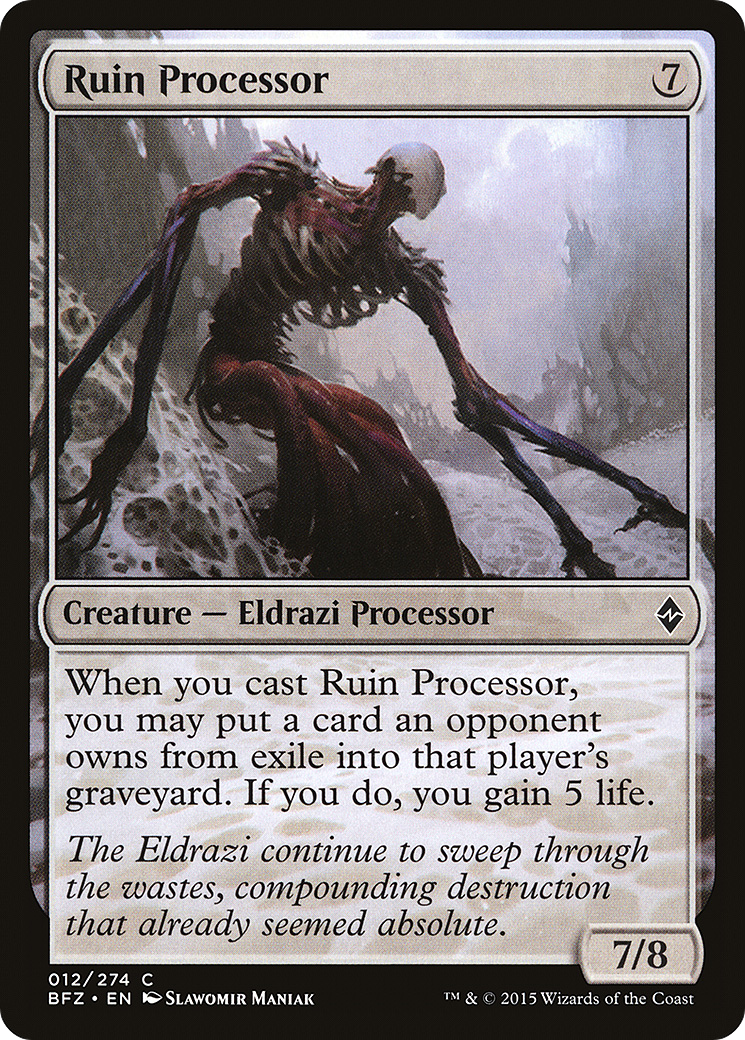 Ruin Processor 7
Creature — Eldrazi Processor
When you cast Ruin Processor,
you may put a card an opponent
owns from exile into that player's
graveyard. If you do, you gain 5 life.
The Eldrazi continue to sweep through
the wastes, compounding destruction
that already seemed absolute.
7/8
012/274 C
BFZ • EN Slawomir Maniak ™ & © 2015 Wizards of the Coast